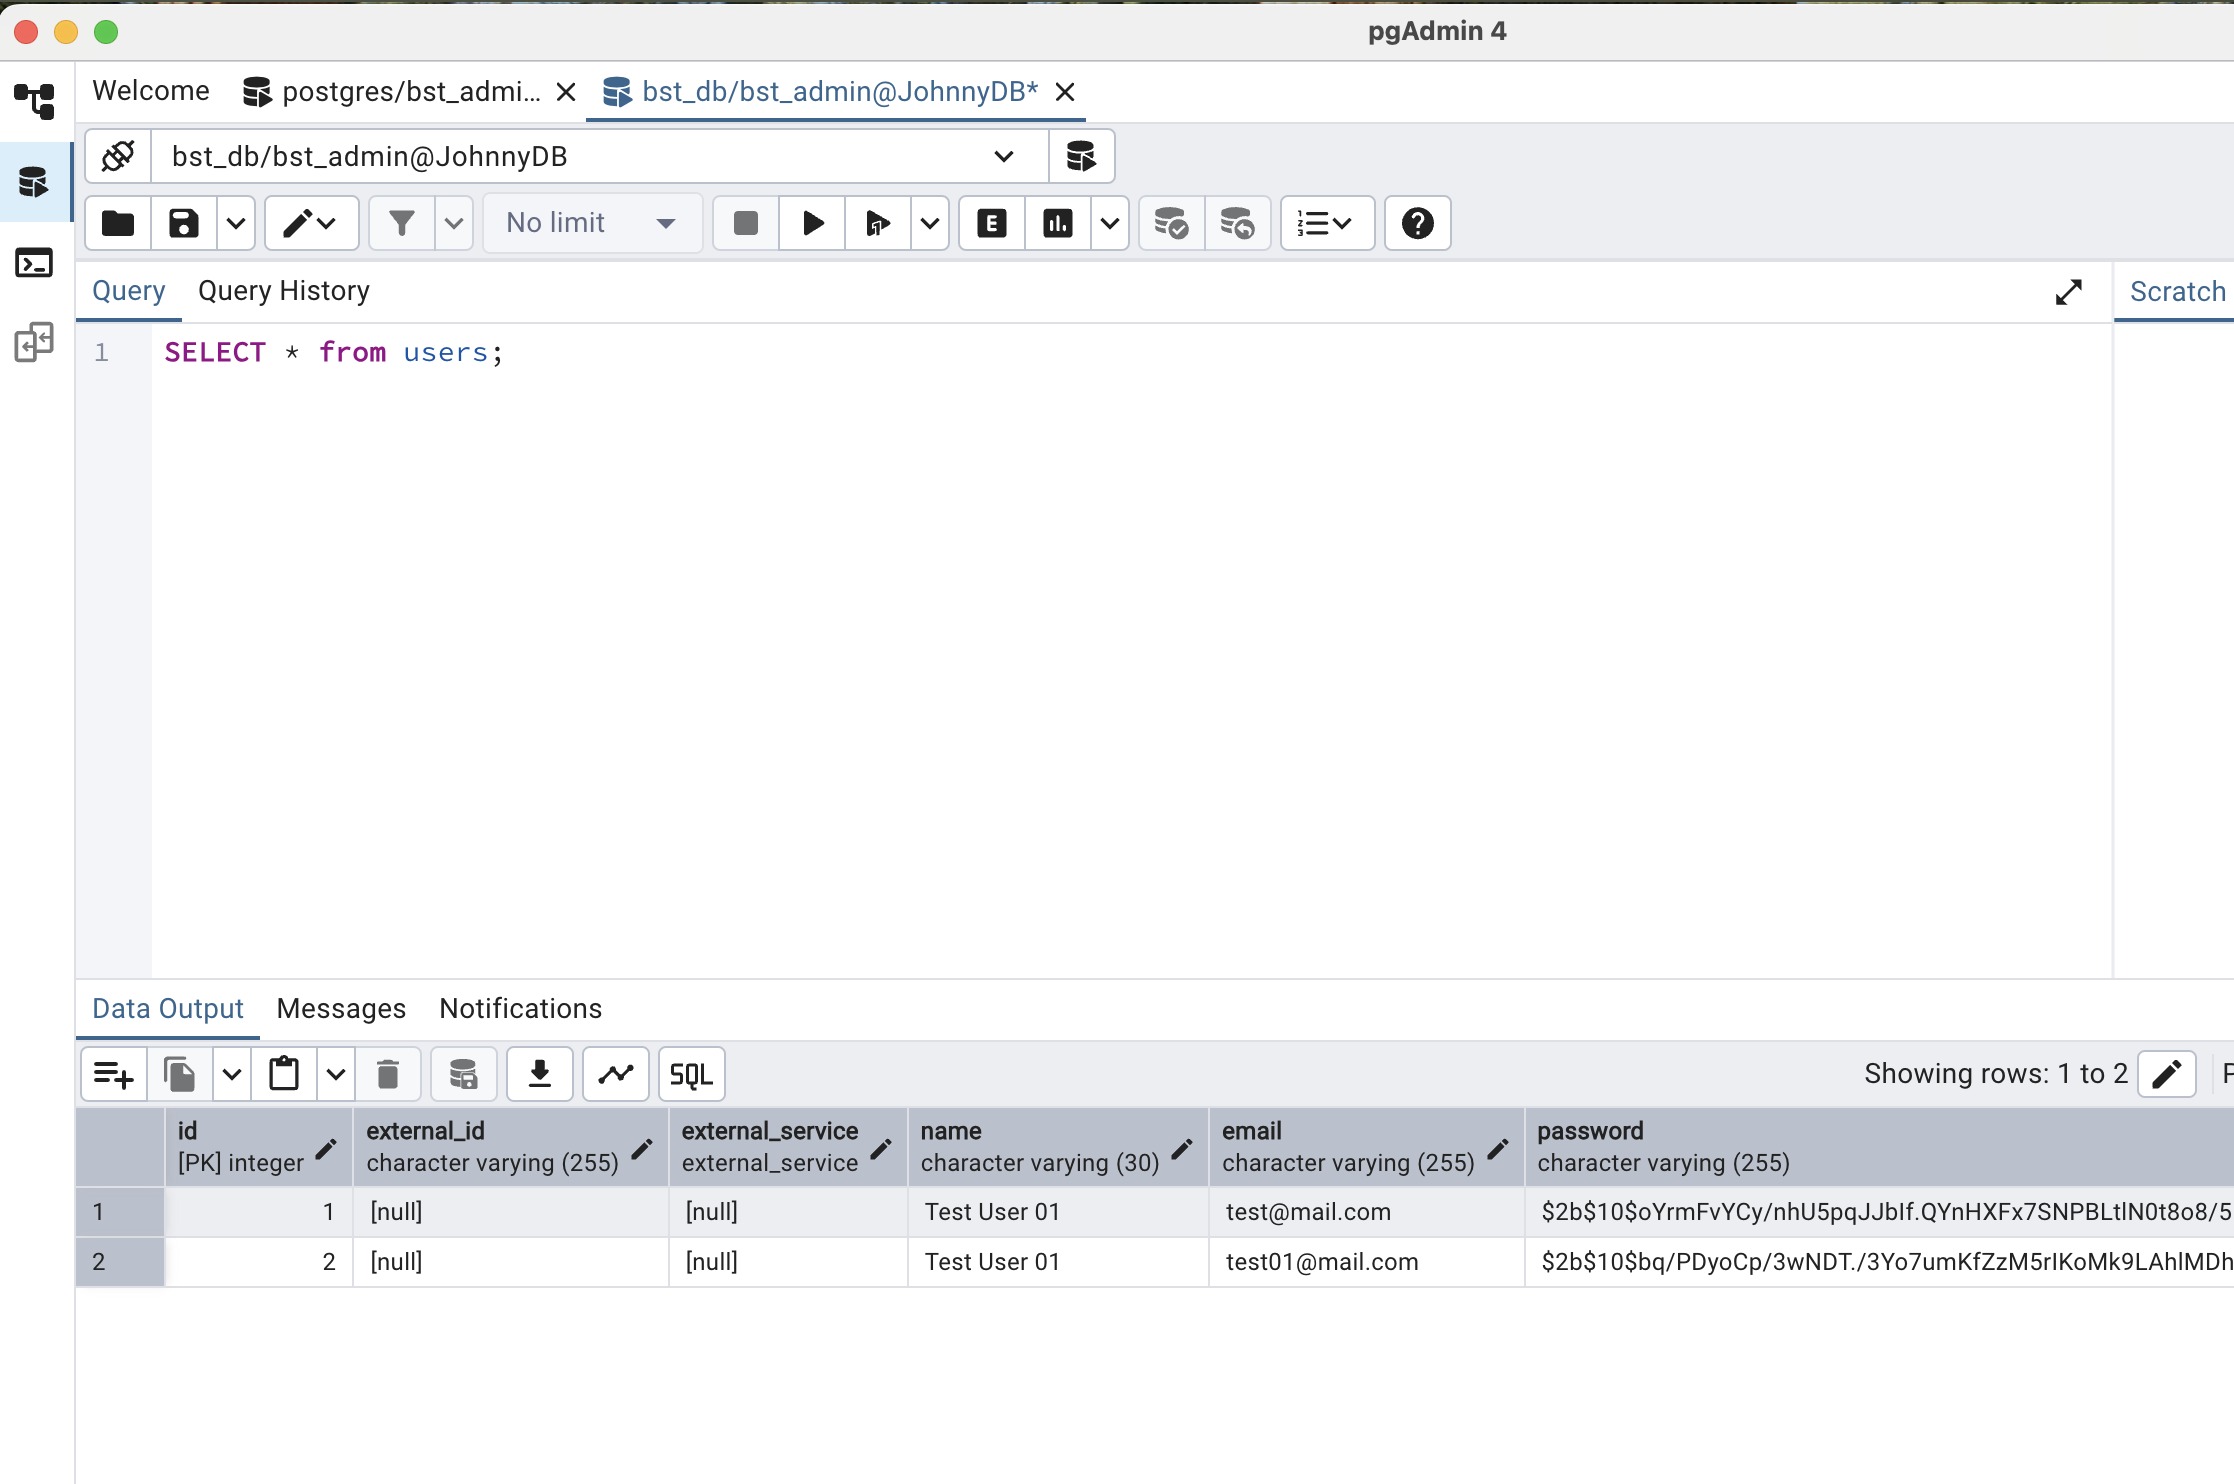 pgAdmin 4
Welcome
postgres/bst_admi...
bst_db/bst_admin@JohnnyDB*
bst_db/bst_admin@JohnnyDB
No limit
E
?
Query
Query History
Scratch
1
SELECT * from users;
Data Output
Messages
Notifications
SQL
Showing rows: 1 to 2
id
[PK] integer
external_id
character varying (255)
external_service
external_service
name
character varying (30)
email
character varying (255)
password
character varying (255)
1 1 [null] [null] Test User 01 test@mail.com $2b$10$oYrmFvYCy/nhU5pqJJbIf.QYnHXFx7SNPBLtlN0t8o8/5
2 2 [null] [null] Test User 01 test01@mail.com $2b$10$bq/PDyoCp/3wNDT./3Yo7umKfZzM5rIKoMk9LAhlMDh